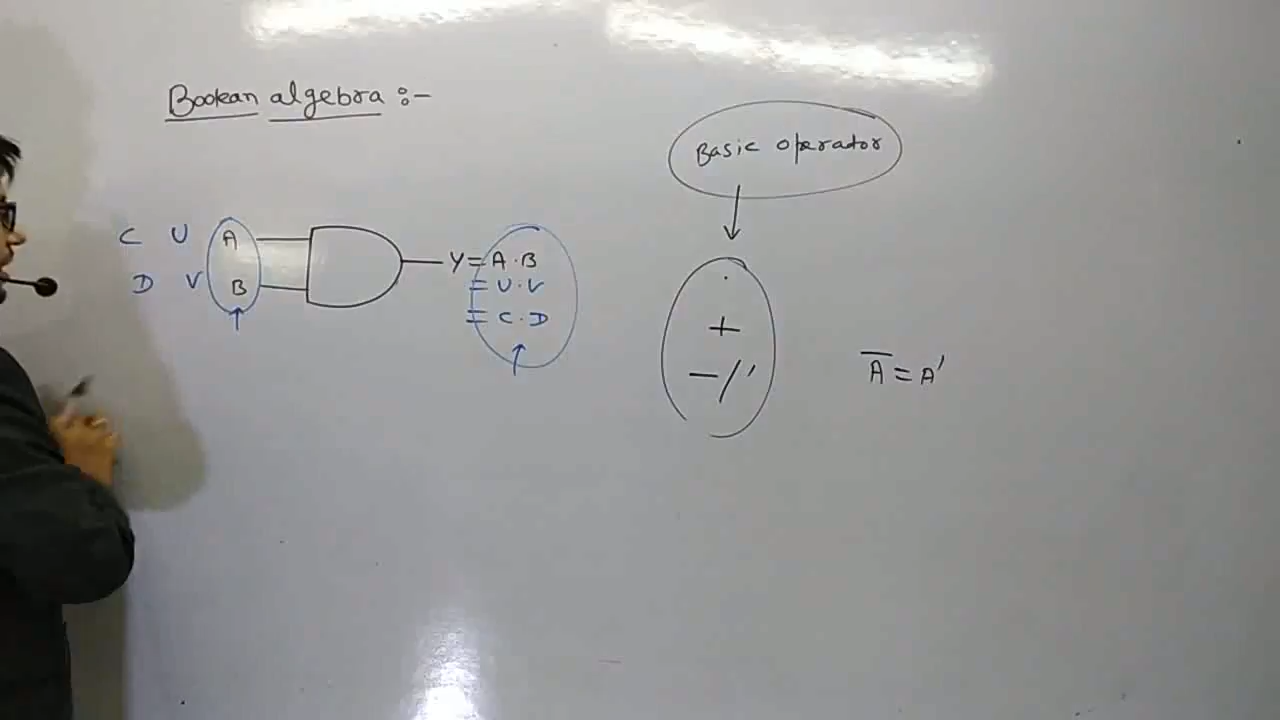 Boolean algebra :-
Basic operator
C U A
D V B
Y = A · B
= U · V
= C · D
·
+
— / '
A̅ = A'